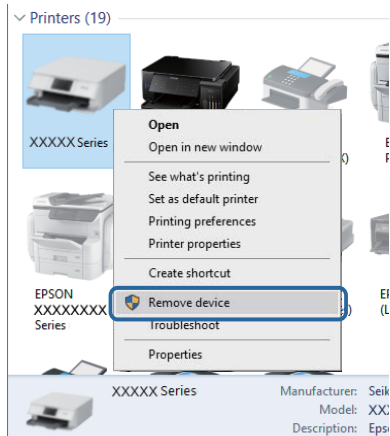 Printers (19)
XXXXX Series
Open
Open in new window
See what's printing
Set as default printer
Printing preferences
Printer properties
Create shortcut
Remove device
Troubleshoot
Properties
EPSON
XXXXXXXX
Series
XXXXX Series
Manufacturer:
Model:
Description: